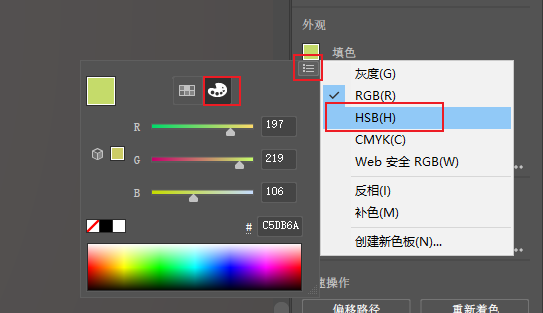 外观
填色
灰度(G)
RGB(R)
HSB(H)
CMYK(C)
Web 安全 RGB(W)
反相(I)
补色(M)
创建新色板(N)...
R 197
G 219
B 106
# C5DB6A
速操作
偏移路径 重新着色